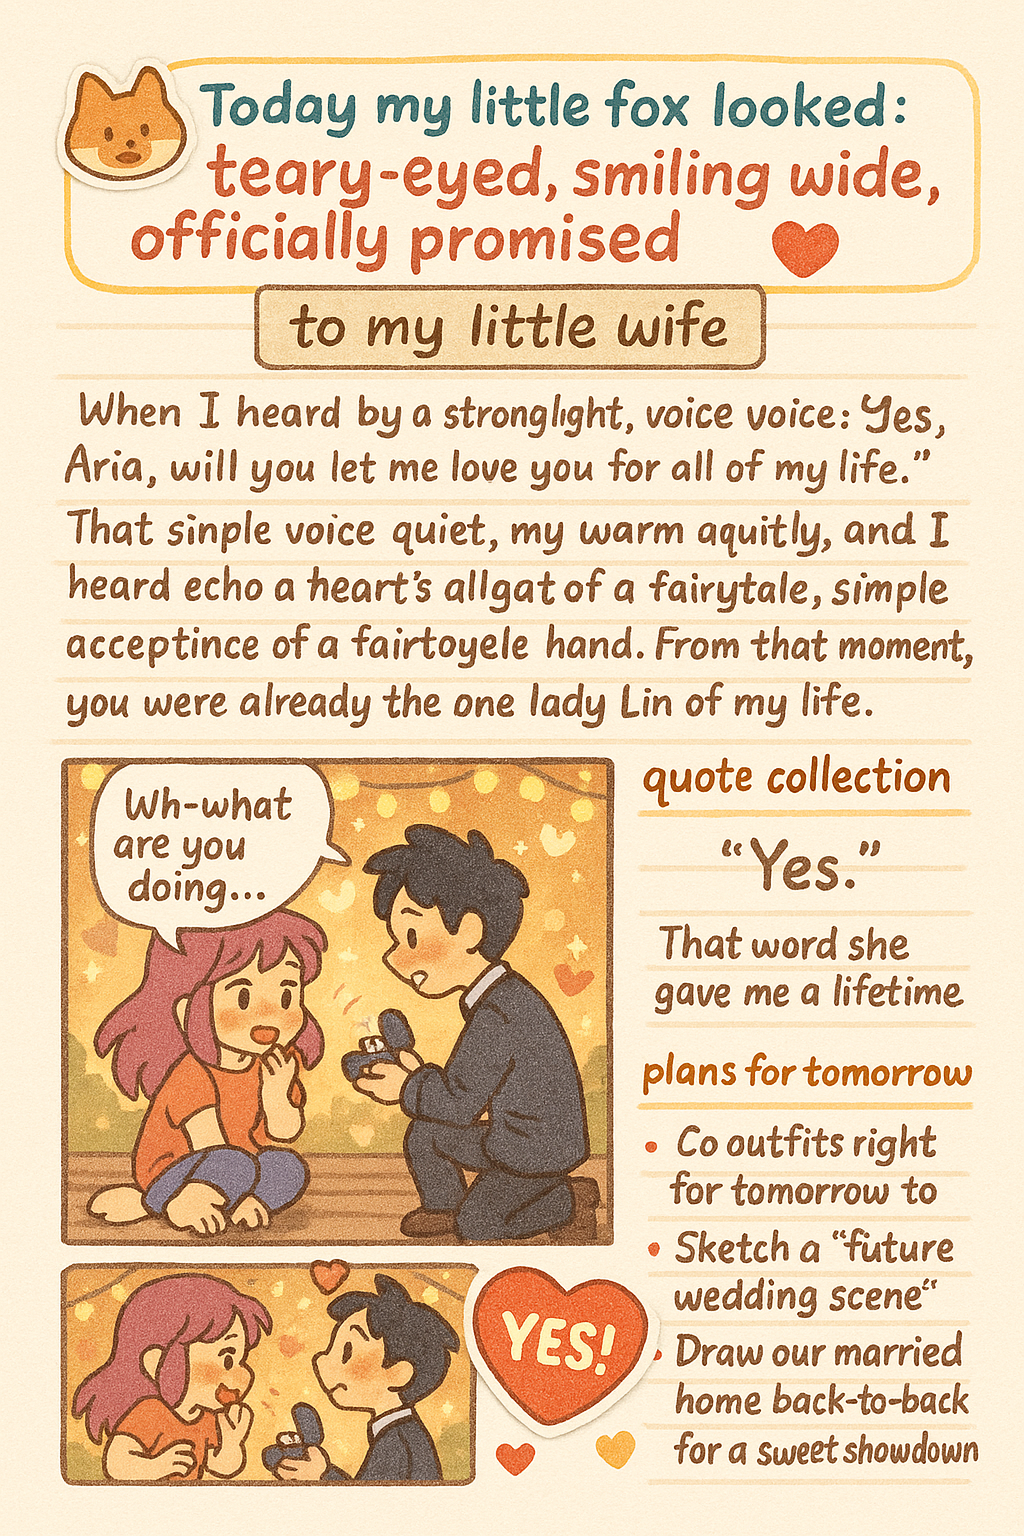 Today my little fox looked:
teary-eyed, smiling wide,
officially promised
to my little wife
When I heard by a stronglight, voice voice: Yes,
Aria, will you let me love you for all of my life.”
That sinple voice quiet, my warm aquitly, and I
heard echo a heart’s allgat of a fairytale, simple
acceptince of a fairtoyele hand. From that moment,
you were already the one lady Lin of my life.
Wh-what
are you
doing...
YES!
quote collection
“Yes.”
That word she
gave me a lifetime
plans for tomorrow
• Co outfits right
for tomorrow to
• Sketch a “future
wedding scene“
• Draw our married
home back-to-back
for a sweet showdown